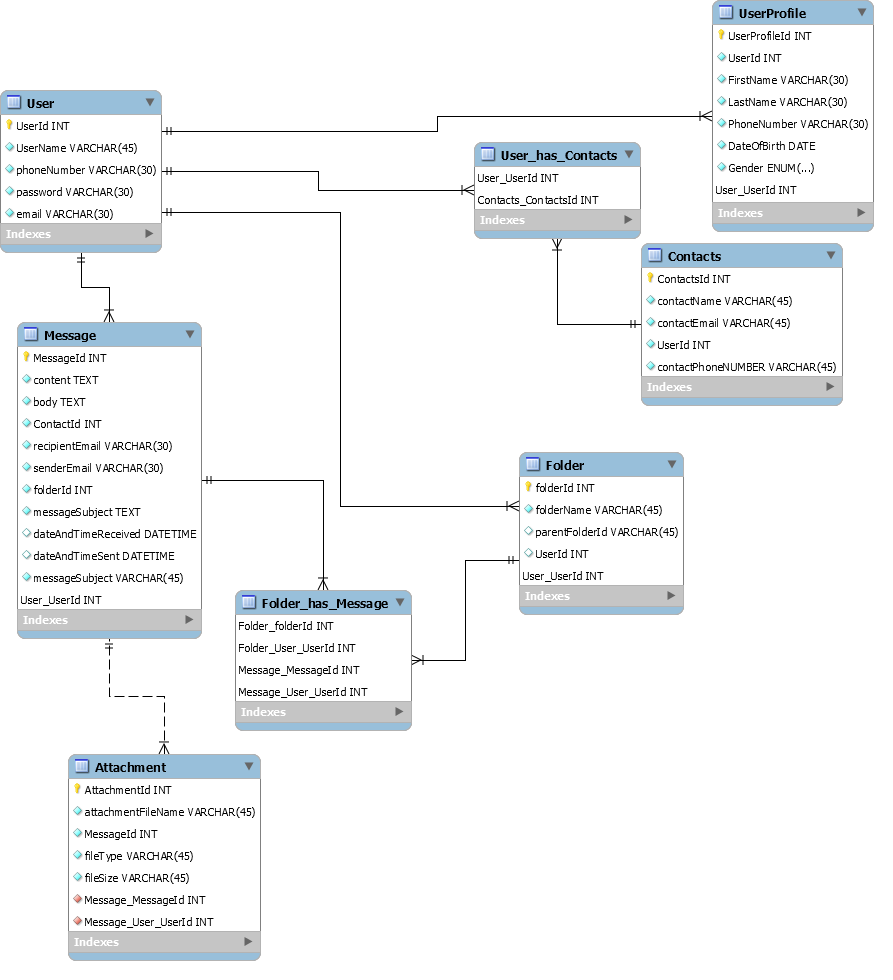 UserProfile
UserProfileId INT
UserId INT
FirstName VARCHAR(30)
LastName VARCHAR(30)
PhoneNumber VARCHAR(30)
DateOfBirth DATE
Gender ENUM(...)
User_UserId INT
Indexes
User
UserId INT
UserName VARCHAR(45)
phoneNumber VARCHAR(30)
password VARCHAR(30)
email VARCHAR(30)
Indexes
User_has_Contacts
User_UserId INT
Contacts_ContactsId INT
Indexes
Contacts
ContactsId INT
contactName VARCHAR(45)
contactEmail VARCHAR(45)
UserId INT
contactPhoneNUMBER VARCHAR(45)
Indexes
Message
MessageId INT
content TEXT
body TEXT
ContactId INT
recipientEmail VARCHAR(30)
senderEmail VARCHAR(30)
folderId INT
messageSubject TEXT
dateAndTimeReceived DATETIME
dateAndTimeSent DATETIME
messageSubject VARCHAR(45)
User_UserId INT
Indexes
Folder
folderId INT
folderName VARCHAR(45)
parentFolderId VARCHAR(45)
UserId INT
User_UserId INT
Indexes
Folder_has_Message
Folder_folderId INT
Folder_User_UserId INT
Message_MessageId INT
Message_User_UserId INT
Indexes
Attachment
AttachmentId INT
attachmentFileName VARCHAR(45)
MessageId INT
fileType VARCHAR(45)
fileSize VARCHAR(45)
Message_MessageId INT
Message_User_UserId INT
Indexes